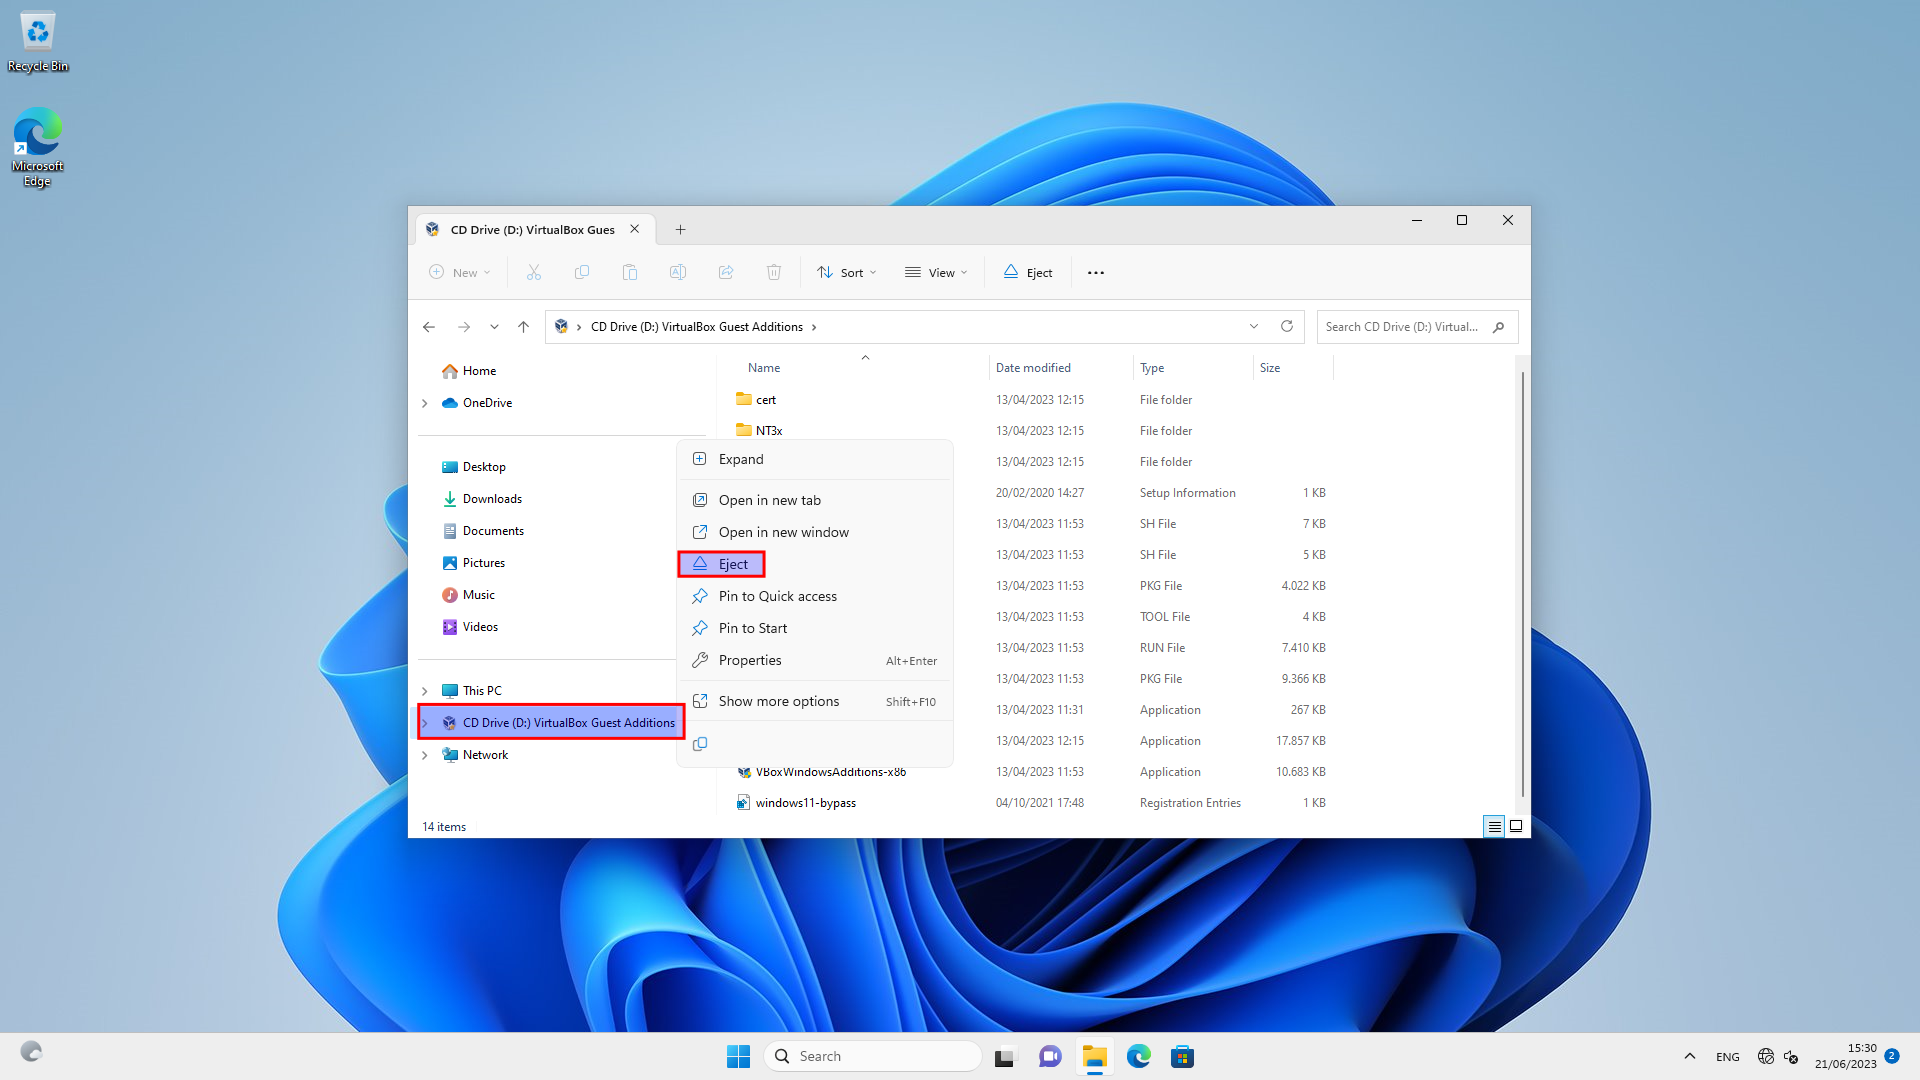 Recycle Bin
Microsoft
Edge
CD Drive (D:) VirtualBox Gues
New
Sort
View
Eject
CD Drive (D:) VirtualBox Guest Additions
Search CD Drive (D:) Virtual...
Home
OneDrive
Desktop
Downloads
Documents
Pictures
Music
Videos
This PC
CD Drive (D:) VirtualBox Guest Additions
Network
Name Date modified Type Size
cert 13/04/2023 12:15 File folder
NT3x 13/04/2023 12:15 File folder
13/04/2023 12:15 File folder
20/02/2020 14:27 Setup Information 1 KB
13/04/2023 11:53 SH File 7 KB
13/04/2023 11:53 SH File 5 KB
13/04/2023 11:53 PKG File 4.022 KB
13/04/2023 11:53 TOOL File 4 KB
13/04/2023 11:53 RUN File 7.410 KB
13/04/2023 11:53 PKG File 9.366 KB
13/04/2023 11:31 Application 267 KB
13/04/2023 12:15 Application 17.857 KB
VBoxWindowsAdditions-x86 13/04/2023 11:53 Application 10.683 KB
windows11-bypass 04/10/2021 17:48 Registration Entries 1 KB
Expand
Open in new tab
Open in new window
Eject
Pin to Quick access
Pin to Start
Properties Alt+Enter
Show more options Shift+F10
14 items
Search
ENG
15:30
21/06/2023
2